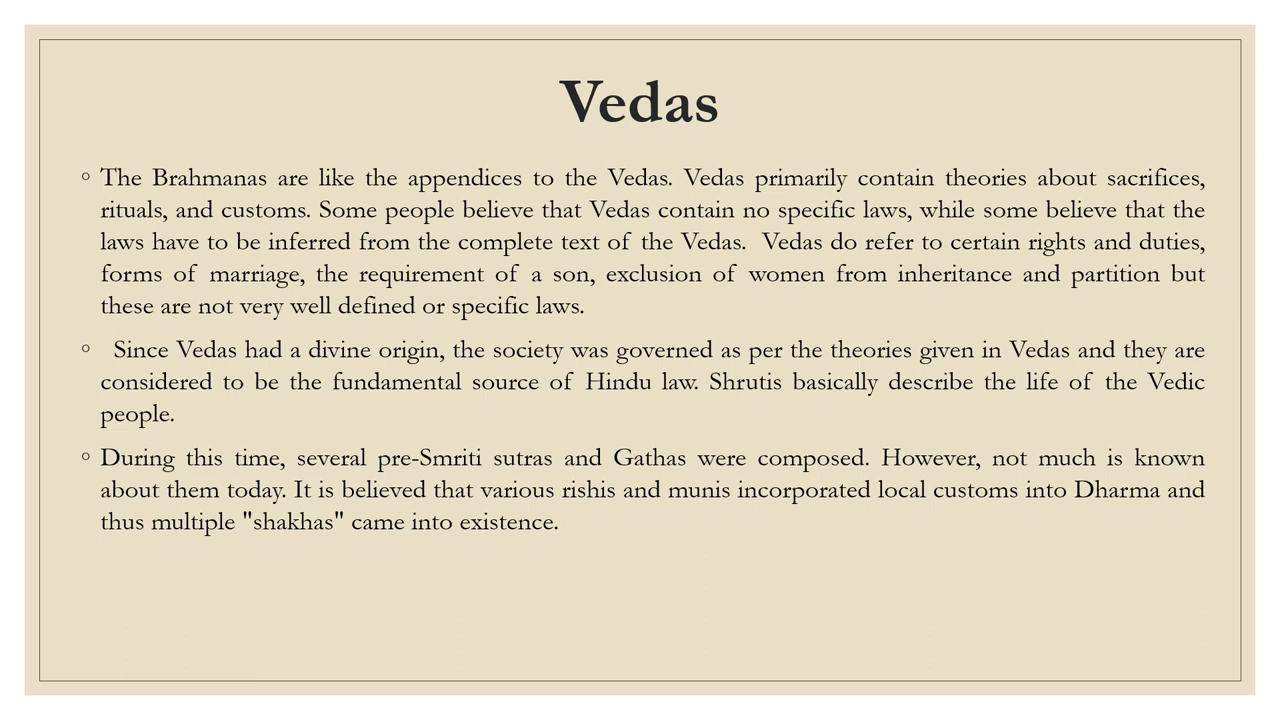 Vedas
◦ The Brahmanas are like the appendices to the Vedas. Vedas primarily contain theories about sacrifices,
rituals, and customs. Some people believe that Vedas contain no specific laws, while some believe that the
laws have to be inferred from the complete text of the Vedas.  Vedas do refer to certain rights and duties,
forms of marriage, the requirement of a son, exclusion of women from inheritance and partition but
these are not very well defined or specific laws.
◦  Since Vedas had a divine origin, the society was governed as per the theories given in Vedas and they are
considered to be the fundamental source of Hindu law. Shrutis basically describe the life of the Vedic
people.
◦ During this time, several pre-Smriti sutras and Gathas were composed. However, not much is known
about them today. It is believed that various rishis and munis incorporated local customs into Dharma and
thus multiple "shakhas" came into existence.